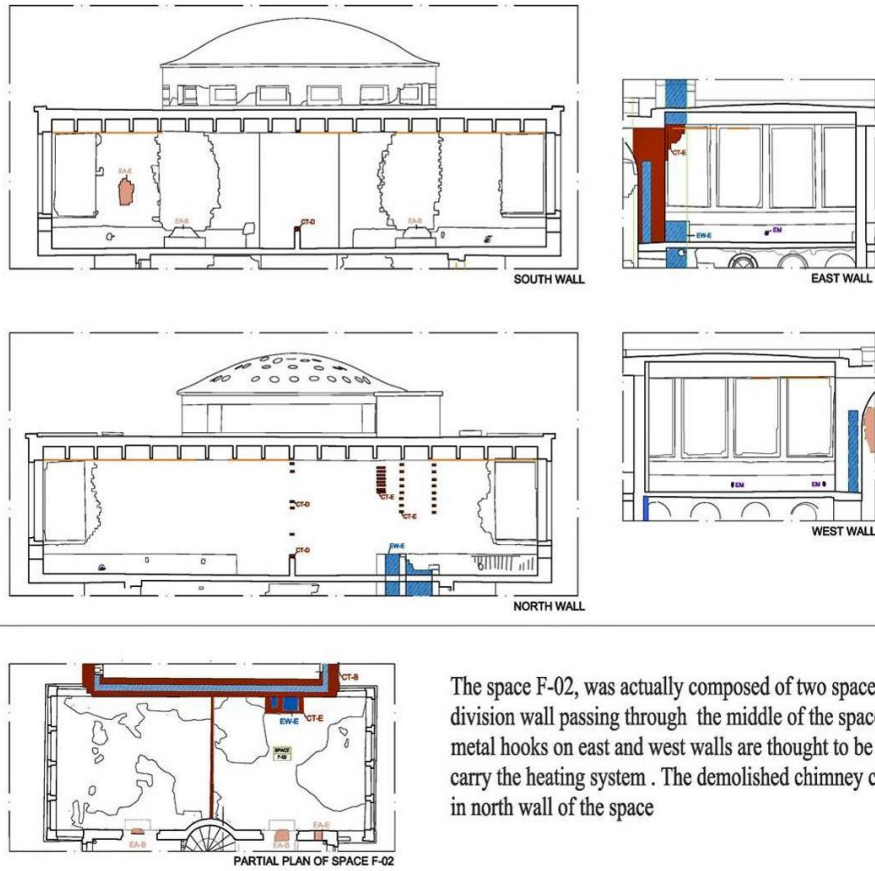 EA-E
EA-B
CT-D
EA-B
SOUTH WALL
CT-E
EW-E
EM
EAST WALL
CT-D
CT-E
CT-E
CT-D
EW-E
NORTH WALL
EM
EM
WEST WALL
CT-B
EW-E
CT-E
SPACE
F-02
EA-B
EA-B
EA-E
PARTIAL PLAN OF SPACE F-02
The space F-02, was actually composed of two space
division wall passing through the middle of the spac
metal hooks on east and west walls are thought to be
carry the heating system . The demolished chimney c
in north wall of the space